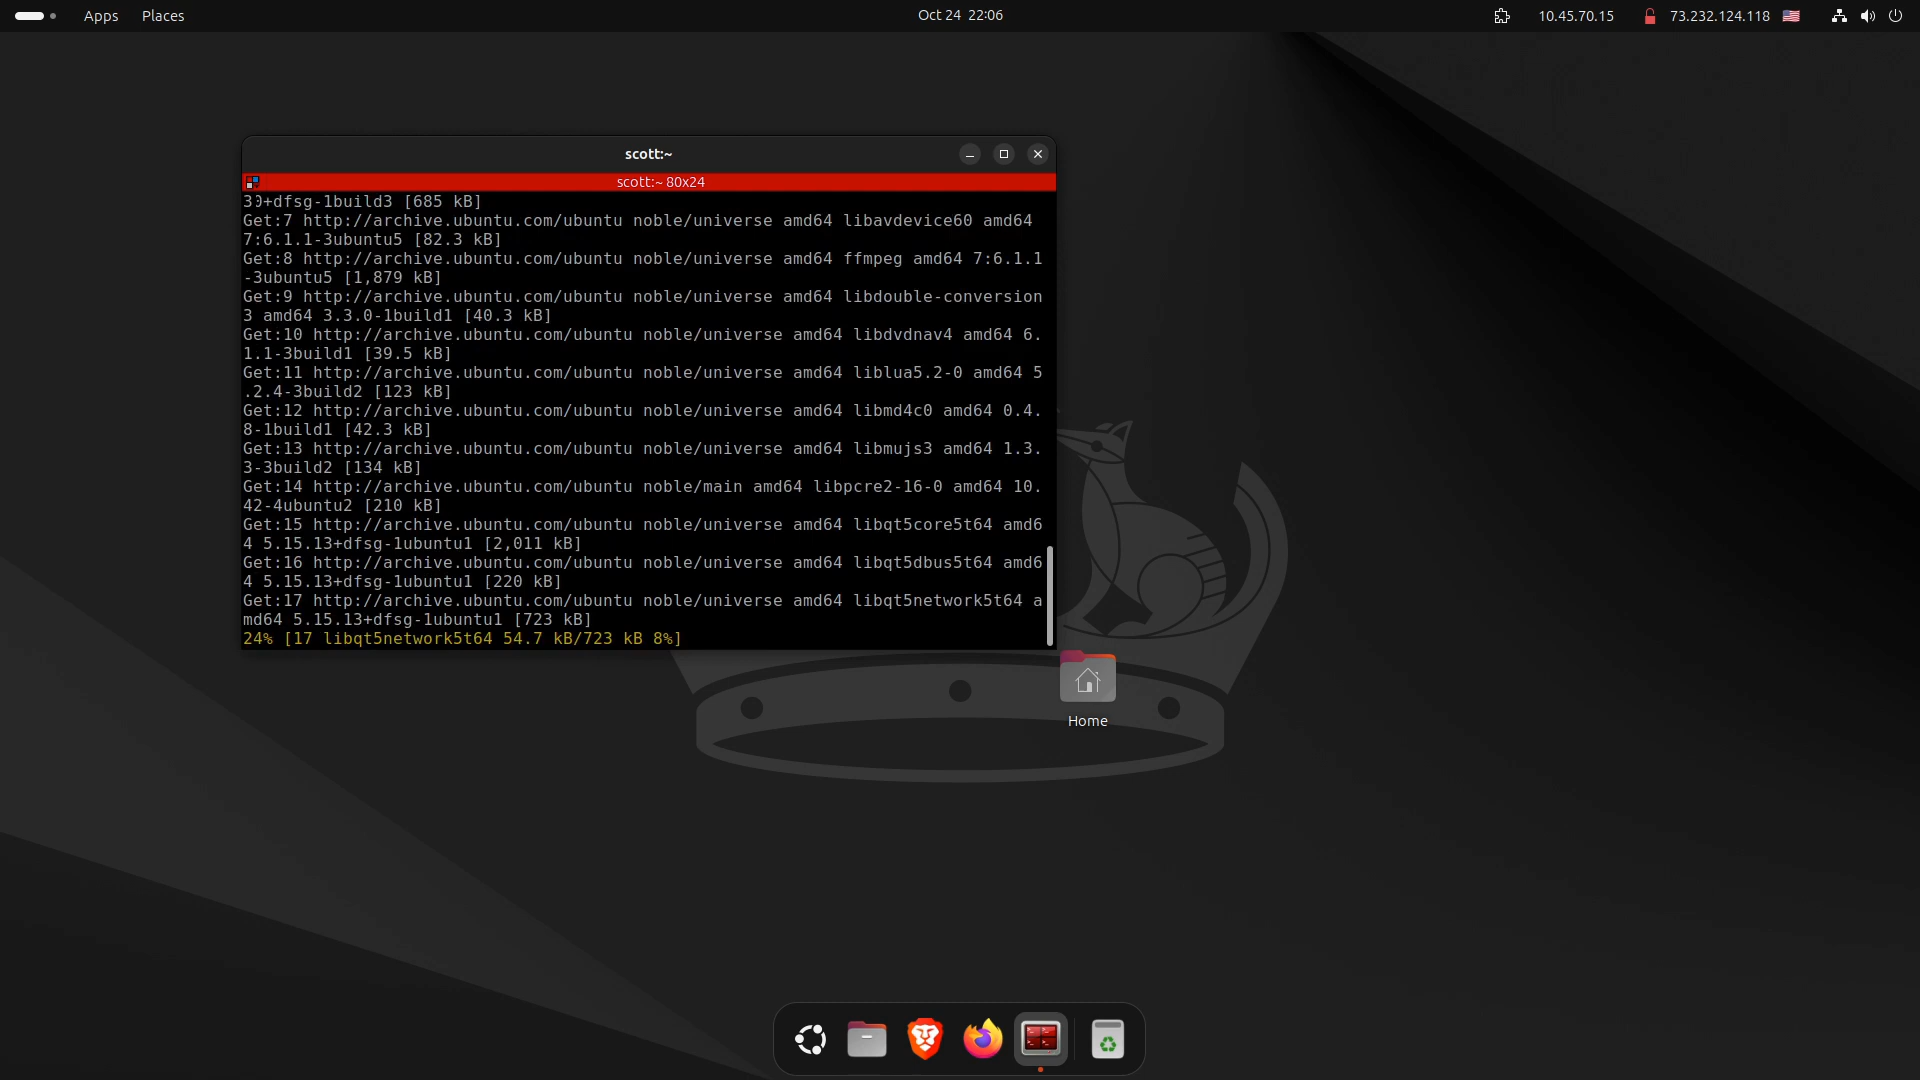 Apps Places Oct 24 22:06 10.45.70.15 73.232.124.118
scott:~
scott:~ 80x24
30+dfsg-1build3 [685 kB]
Get:7 http://archive.ubuntu.com/ubuntu noble/universe amd64 libavdevice60 amd64
7:6.1.1-3ubuntu5 [82.3 kB]
Get:8 http://archive.ubuntu.com/ubuntu noble/universe amd64 ffmpeg amd64 7:6.1.1
-3ubuntu5 [1,879 kB]
Get:9 http://archive.ubuntu.com/ubuntu noble/universe amd64 libdouble-conversion
3 amd64 3.3.0-1build1 [40.3 kB]
Get:10 http://archive.ubuntu.com/ubuntu noble/universe amd64 libdvdnav4 amd64 6.
1.1-3build1 [39.5 kB]
Get:11 http://archive.ubuntu.com/ubuntu noble/universe amd64 liblua5.2-0 amd64 5
.2.4-3build2 [123 kB]
Get:12 http://archive.ubuntu.com/ubuntu noble/universe amd64 libmd4c0 amd64 0.4.
8-1build1 [42.3 kB]
Get:13 http://archive.ubuntu.com/ubuntu noble/universe amd64 libmujs3 amd64 1.3.
3-3build2 [134 kB]
Get:14 http://archive.ubuntu.com/ubuntu noble/main amd64 libpcre2-16-0 amd64 10.
42-4ubuntu2 [210 kB]
Get:15 http://archive.ubuntu.com/ubuntu noble/universe amd64 libqt5core5t64 amd6
4 5.15.13+dfsg-1ubuntu1 [2,011 kB]
Get:16 http://archive.ubuntu.com/ubuntu noble/universe amd64 libqt5dbus5t64 amd6
4 5.15.13+dfsg-1ubuntu1 [220 kB]
Get:17 http://archive.ubuntu.com/ubuntu noble/universe amd64 libqt5network5t64 a
md64 5.15.13+dfsg-1ubuntu1 [723 kB]
24% [17 libqt5network5t64 54.7 kB/723 kB 8%]
Home